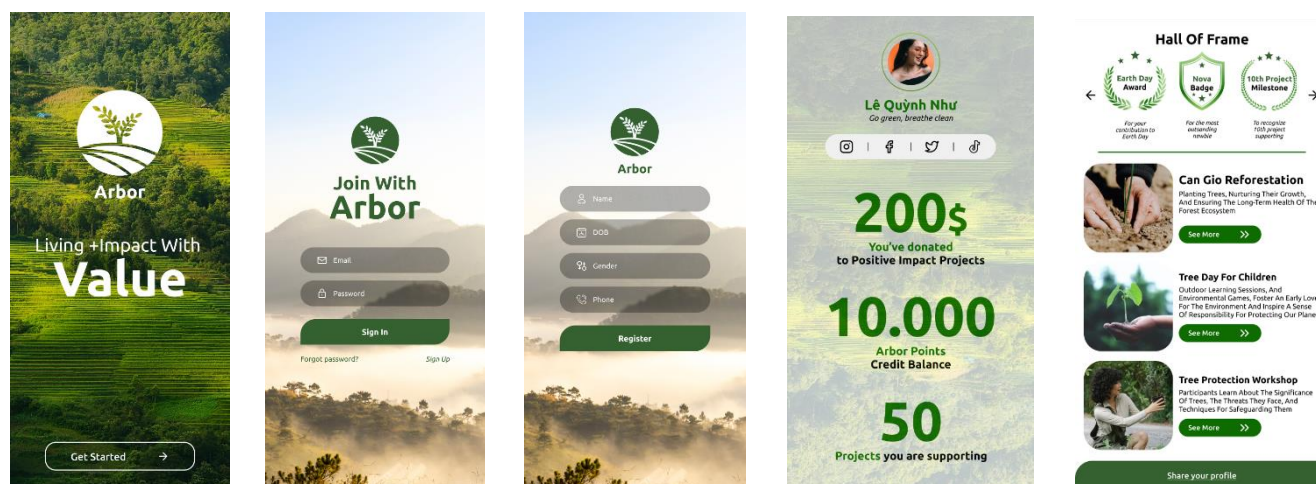 Arbor
Living +Impact With
Value
Get Started
Join With
Arbor
Email
Password
Sign In
Forgot password?
Sign Up
Arbor
Name
DOB
Gender
Phone
Register
Lê Quỳnh Như
Go green, breathe clean
200$
You've donated
to Positive Impact Projects
10.000
Arbor Points
Credit Balance
50
Projects you are supporting
Hall Of Frame
Earth Day
Award
Nova
Badge
10th Project
Milestone
For your
contribution to
Earth Day
For the most
outsanding
newbie
To recognize
10th project
supporting
Can Gio Reforestation
Planting Trees, Nurturing Their Growth,
And Ensuring The Long-Term Health Of The
Forest Ecosystem
See More
Tree Day For Children
Outdoor Learning Sessions, And
Environmental Games, Foster An Early Love
For The Environment And Inspire A Sense
Of Responsibility For Protecting Our Plane
See More
Tree Protection Workshop
Participants Learn About The Significance
Of Trees, The Threats They Face, And
Techniques For Safeguarding Them
See More
Share your profile